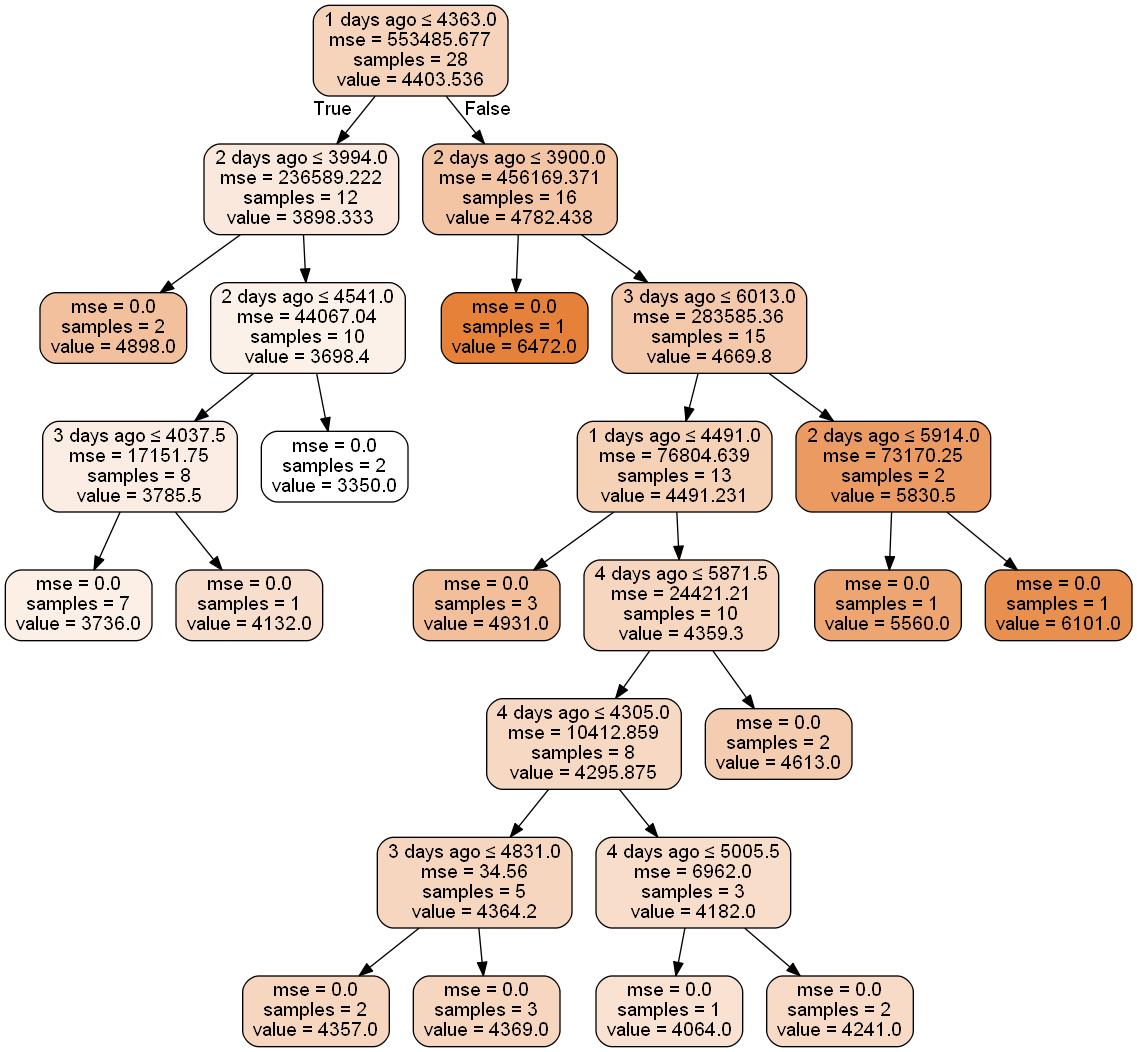 1 days ago ≤ 4363.0
mse = 553485.677
samples = 28
value = 4403.536
True
False
2 days ago ≤ 3994.0
mse = 236589.222
samples = 12
value = 3898.333
2 days ago ≤ 3900.0
mse = 456169.371
samples = 16
value = 4782.438
mse = 0.0
samples = 2
value = 4898.0
2 days ago ≤ 4541.0
mse = 44067.04
samples = 10
value = 3698.4
mse = 0.0
samples = 1
value = 6472.0
3 days ago ≤ 6013.0
mse = 283585.36
samples = 15
value = 4669.8
3 days ago ≤ 4037.5
mse = 17151.75
samples = 8
value = 3785.5
mse = 0.0
samples = 2
value = 3350.0
1 days ago ≤ 4491.0
mse = 76804.639
samples = 13
value = 4491.231
2 days ago ≤ 5914.0
mse = 73170.25
samples = 2
value = 5830.5
mse = 0.0
samples = 7
value = 3736.0
mse = 0.0
samples = 1
value = 4132.0
mse = 0.0
samples = 3
value = 4931.0
4 days ago ≤ 5871.5
mse = 24421.21
samples = 10
value = 4359.3
mse = 0.0
samples = 1
value = 5560.0
mse = 0.0
samples = 1
value = 6101.0
4 days ago ≤ 4305.0
mse = 10412.859
samples = 8
value = 4295.875
mse = 0.0
samples = 2
value = 4613.0
3 days ago ≤ 4831.0
mse = 34.56
samples = 5
value = 4364.2
4 days ago ≤ 5005.5
mse = 6962.0
samples = 3
value = 4182.0
mse = 0.0
samples = 2
value = 4357.0
mse = 0.0
samples = 3
value = 4369.0
mse = 0.0
samples = 1
value = 4064.0
mse = 0.0
samples = 2
value = 4241.0